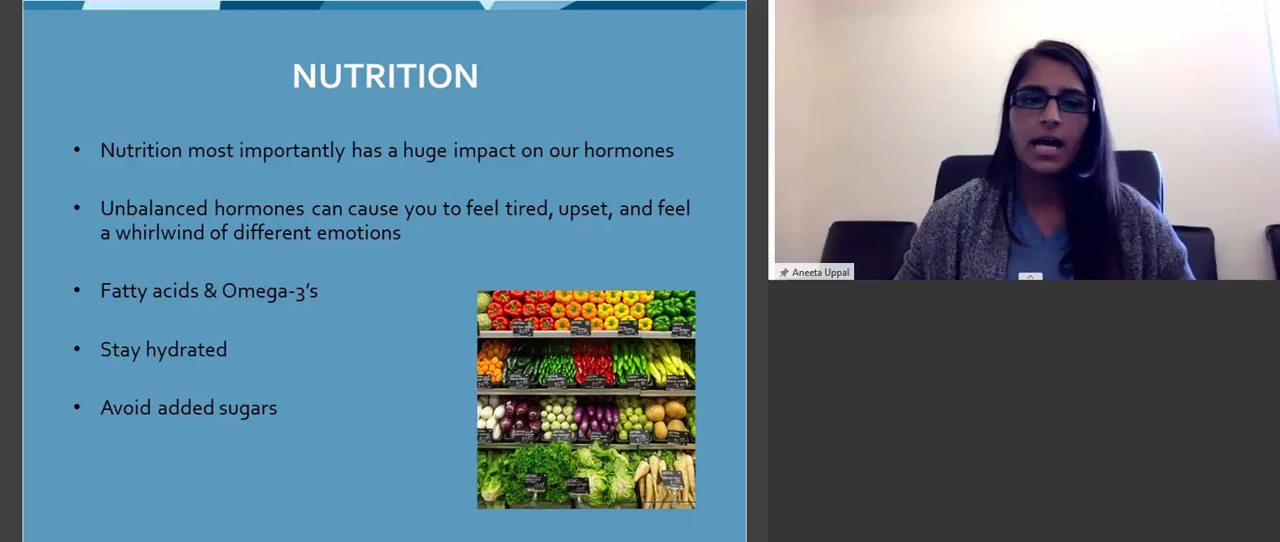 NUTRITION
• Nutrition most importantly has a huge impact on our hormones
• Unbalanced hormones can cause you to feel tired, upset, and feel
a whirlwind of different emotions
• Fatty acids & Omega-3’s
• Stay hydrated
• Avoid added sugars
Aneeta Uppal